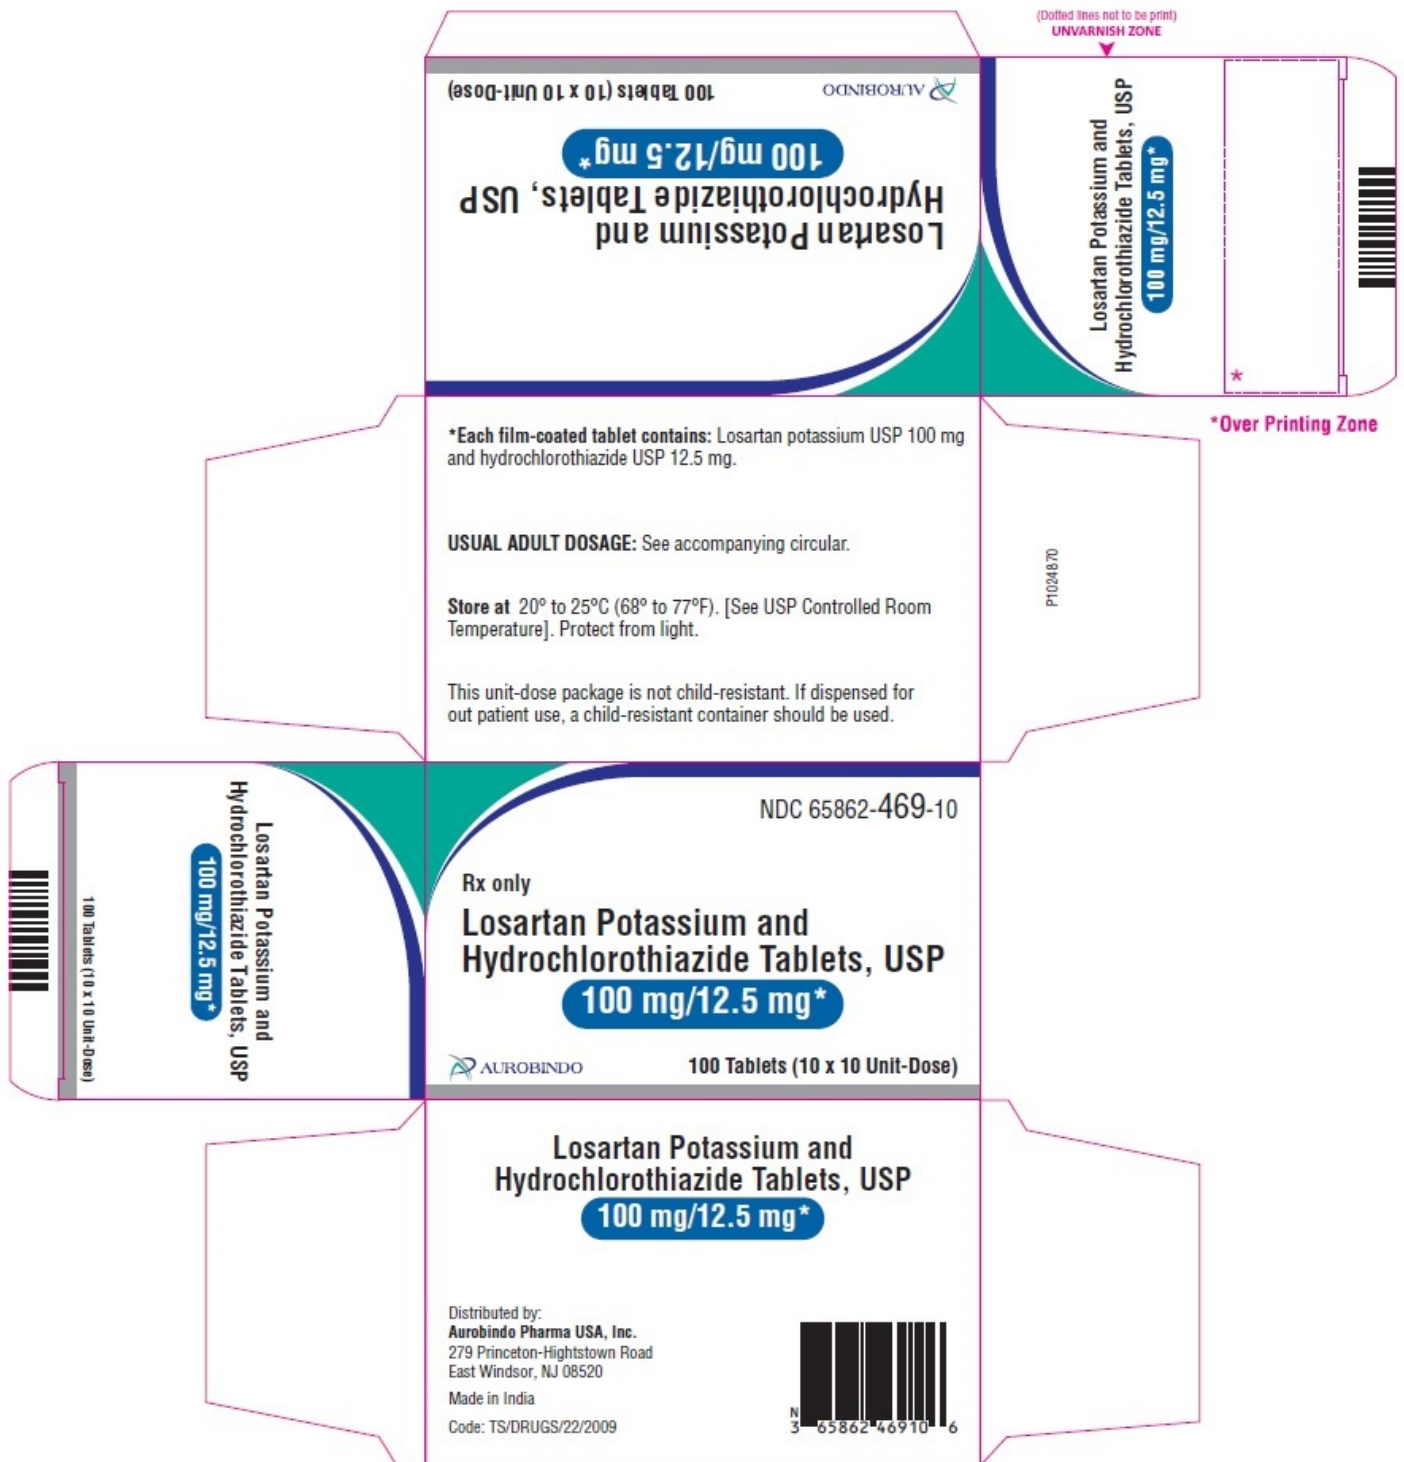 (Dotted lines not to be print)
UNVARNISH ZONE
100 Tablets (10 x 10 Unit-Dose)
AUROBINDO
100 mg/12.5 mg*
Hydrochlorothiazide Tablets, USP
Losartan Potassium and
Losartan Potassium and
Hydrochlorothiazide Tablets, USP
100 mg/12.5 mg*
*
*Over Printing Zone
*Each film-coated tablet contains: Losartan potassium USP 100 mg
and hydrochlorothiazide USP 12.5 mg.
USUAL ADULT DOSAGE: See accompanying circular.
Store at 20º to 25ºC (68º to 77ºF). [See USP Controlled Room
Temperature]. Protect from light.
This unit-dose package is not child-resistant. If dispensed for
out patient use, a child-resistant container should be used.
P1024870
Losartan Potassium and
Hydrochlorothiazide Tablets, USP
100 mg/12.5 mg*
100 Tablets (10 x 10 Unit-Dose)
NDC 65862-469-10
Rx only
Losartan Potassium and
Hydrochlorothiazide Tablets, USP
100 mg/12.5 mg*
AUROBINDO
100 Tablets (10 x 10 Unit-Dose)
Losartan Potassium and
Hydrochlorothiazide Tablets, USP
100 mg/12.5 mg*
Distributed by:
Aurobindo Pharma USA, Inc.
279 Princeton-Hightstown Road
East Windsor, NJ 08520
Made in India
Code: TS/DRUGS/22/2009
N
3 65862 46910 6